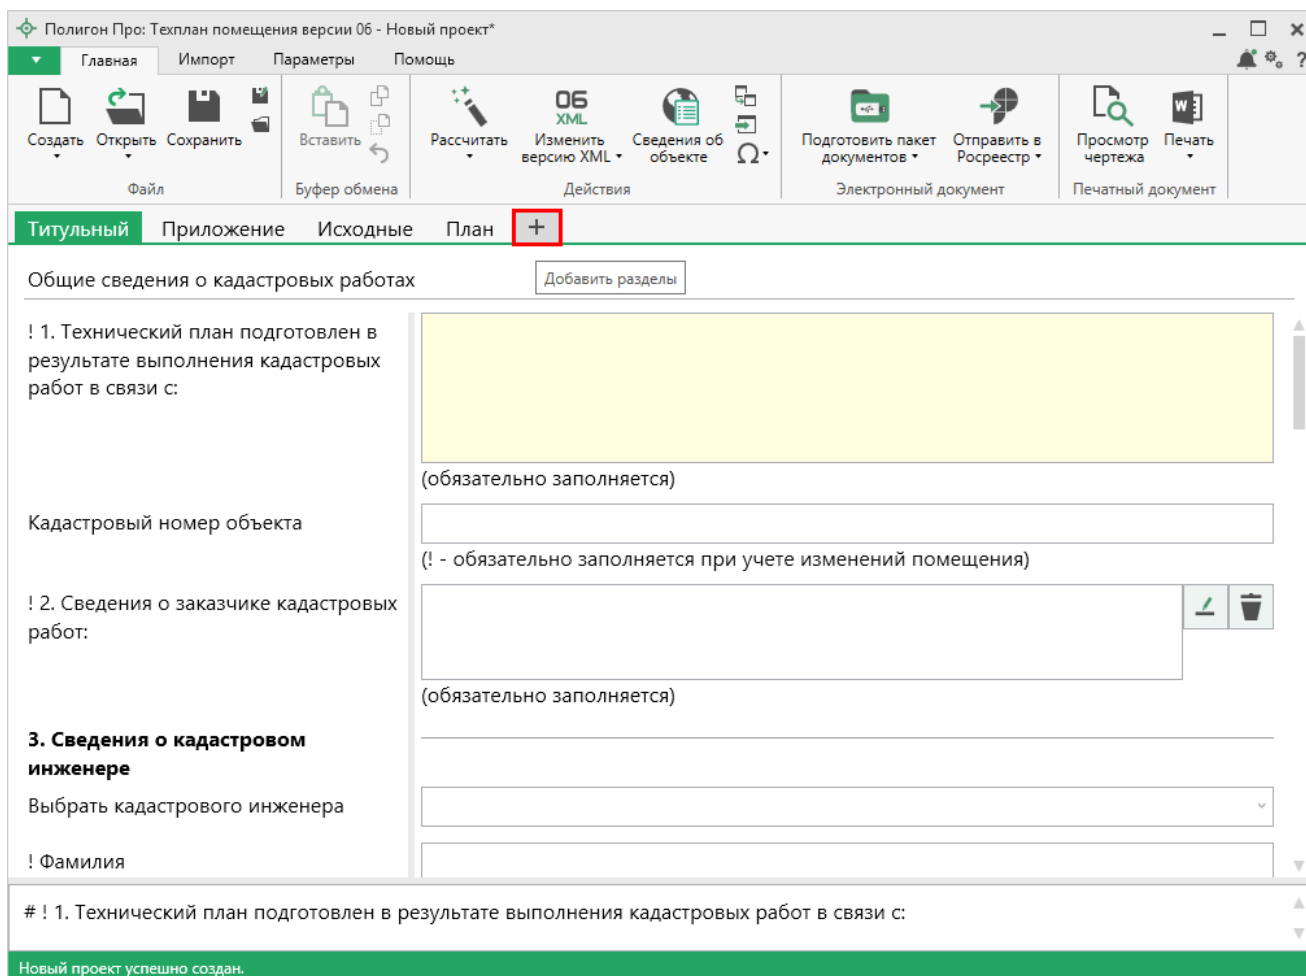 Полигон Про: Техплан помещения версии 06 - Новый проект*
Главная Импорт Параметры Помощь
?
Создать Открыть Сохранить
Вставить
Рассчитать
06 XML
Изменить версию XML
Сведения об объекте
Ω
Подготовить пакет документов
Отправить в Росреестр
Просмотр чертежа
W
Печать
Файл Буфер обмена Действия Электронный документ Печатный документ
Титульный Приложение Исходные План +
Общие сведения о кадастровых работах
Добавить разделы
! 1. Технический план подготовлен в
результате выполнения кадастровых
работ в связи с:
(обязательно заполняется)
Кадастровый номер объекта
(! - обязательно заполняется при учете изменений помещения)
! 2. Сведения о заказчике кадастровых
работ:
(обязательно заполняется)
3. Сведения о кадастровом
инженере
Выбрать кадастрового инженера
! Фамилия
# ! 1. Технический план подготовлен в результате выполнения кадастровых работ в связи с:
Новый проект успешно создан.